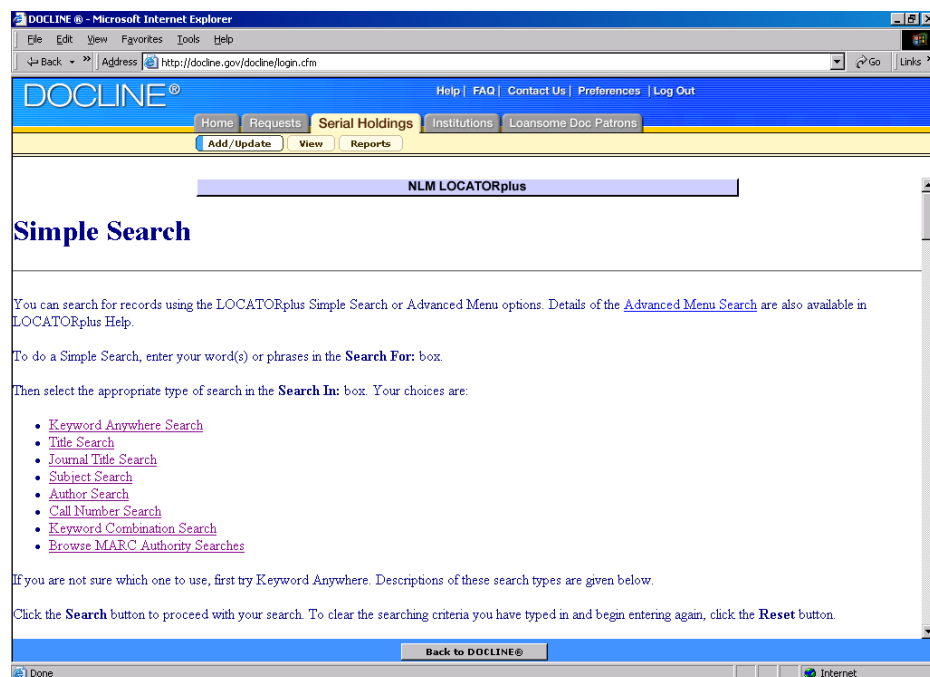 DOCLINE ® - Microsoft Internet Explorer
File Edit View Favorites Tools Help
Back Address http://docline.gov/docline/login.cfm Go Links »
DOCLINE®
Help | FAQ | Contact Us | Preferences | Log Out
Home Requests Serial Holdings Institutions Loansome Doc Patrons
Add/Update View Reports
NLM LOCATORplus
Simple Search
You can search for records using the LOCATORplus Simple Search or Advanced Menu options. Details of the Advanced Menu Search are also available in
LOCATORplus Help.
To do a Simple Search, enter your word(s) or phrases in the Search For: box.
Then select the appropriate type of search in the Search In: box. Your choices are:
• Keyword Anywhere Search
• Title Search
• Journal Title Search
• Subject Search
• Author Search
• Call Number Search
• Keyword Combination Search
• Browse MARC Authority Searches
If you are not sure which one to use, first try Keyword Anywhere. Descriptions of these search types are given below.
Click the Search button to proceed with your search. To clear the searching criteria you have typed in and begin entering again, click the Reset button.
Back to DOCLINE®
Done Internet